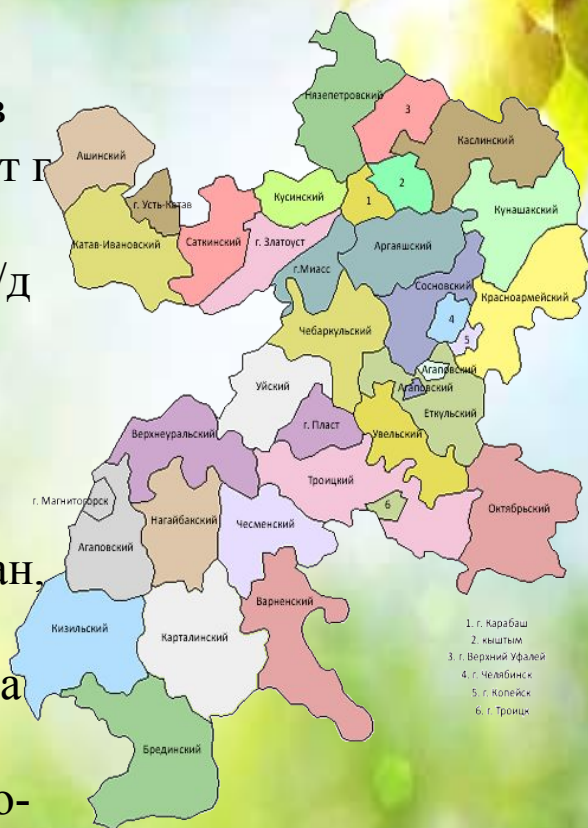 в
т г
/д
ан,
а
о-
Нязепетровский
3
Каслинский
Ашинский
г. Усть-Катав
Кусинский
1
2
Кунашакский
Катав-Ивановский
Саткинский
г. Златоуст
Аргаяшский
г.Миасс
Сосновский
Красноармейский
4
5
Чебаркульский
Агаповский
Агаповский
Уйский
Еткульский
г. Пласт
Увельский
Верхнеуральский
Троицкий
Октябрьский
г. Магнитогорск
Нагайбакский
Чесменский
6
Агаповский
Варненский
Кизильский
Карталинский
Брединский
1. г. Карабаш
2. кыштым
3. г. Верхний Уфалей
4. г. Челябинск
5. г. Копейск
6. г. Троицк